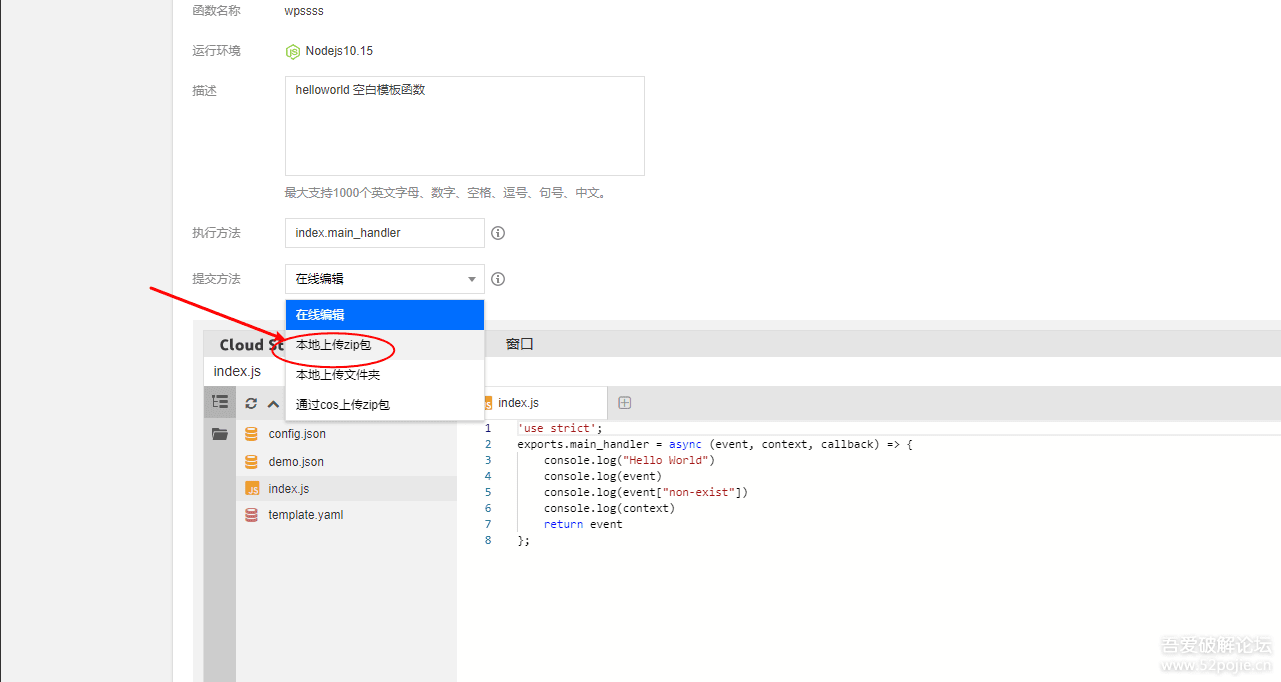 函数名称 wpssss
运行环境 Nodejs10.15
描述 helloworld 空白模板函数
最大支持1000个英文字母、数字、空格、逗号、句号、中文。
执行方法 index.main_handler
提交方法 在线编辑
在线编辑
本地上传zip包
本地上传文件夹
通过cos上传zip包
Cloud St 窗口
index.js
index.js
config.json
demo.json
index.js
template.yaml
1 'use strict';
2 exports.main_handler = async (event, context, callback) => {
3 console.log("Hello World")
4 console.log(event)
5 console.log(event["non-exist"])
6 console.log(context)
7 return event
8 };
吾爱破解论坛
www.52pojie.cn